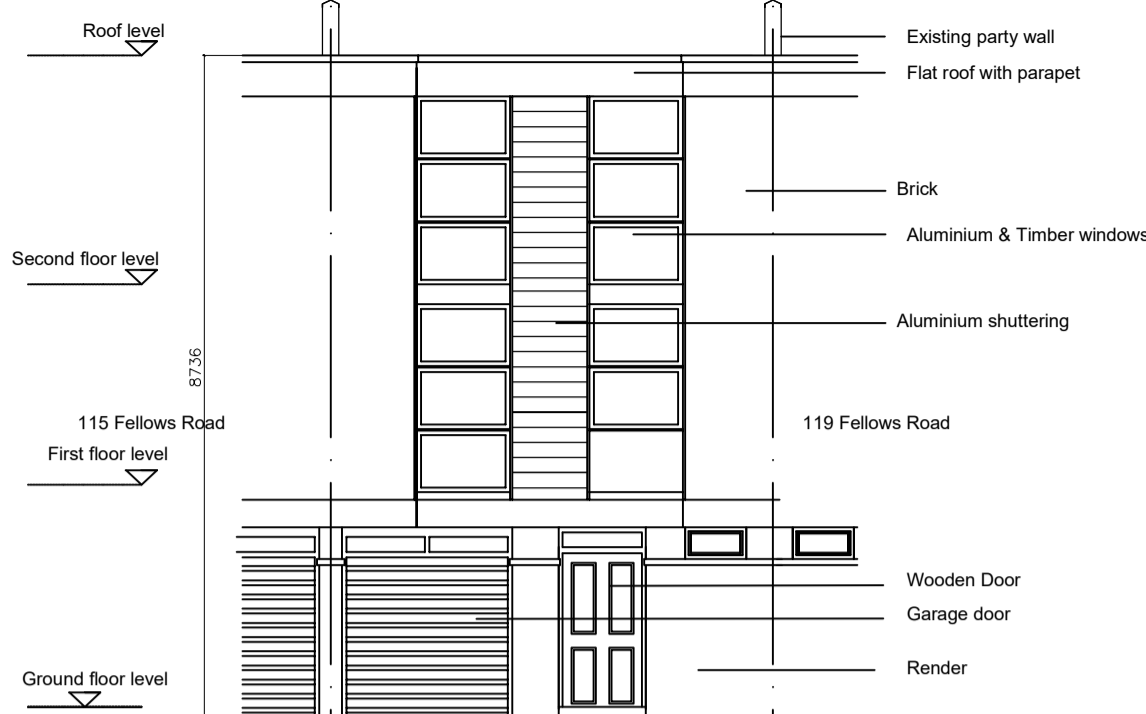 Roof level
Existing party wall
Flat roof with parapet
Brick
Aluminium & Timber windows
Second floor level
Aluminium shuttering
8736
115 Fellows Road
119 Fellows Road
First floor level
Wooden Door
Garage door
Render
Ground floor level